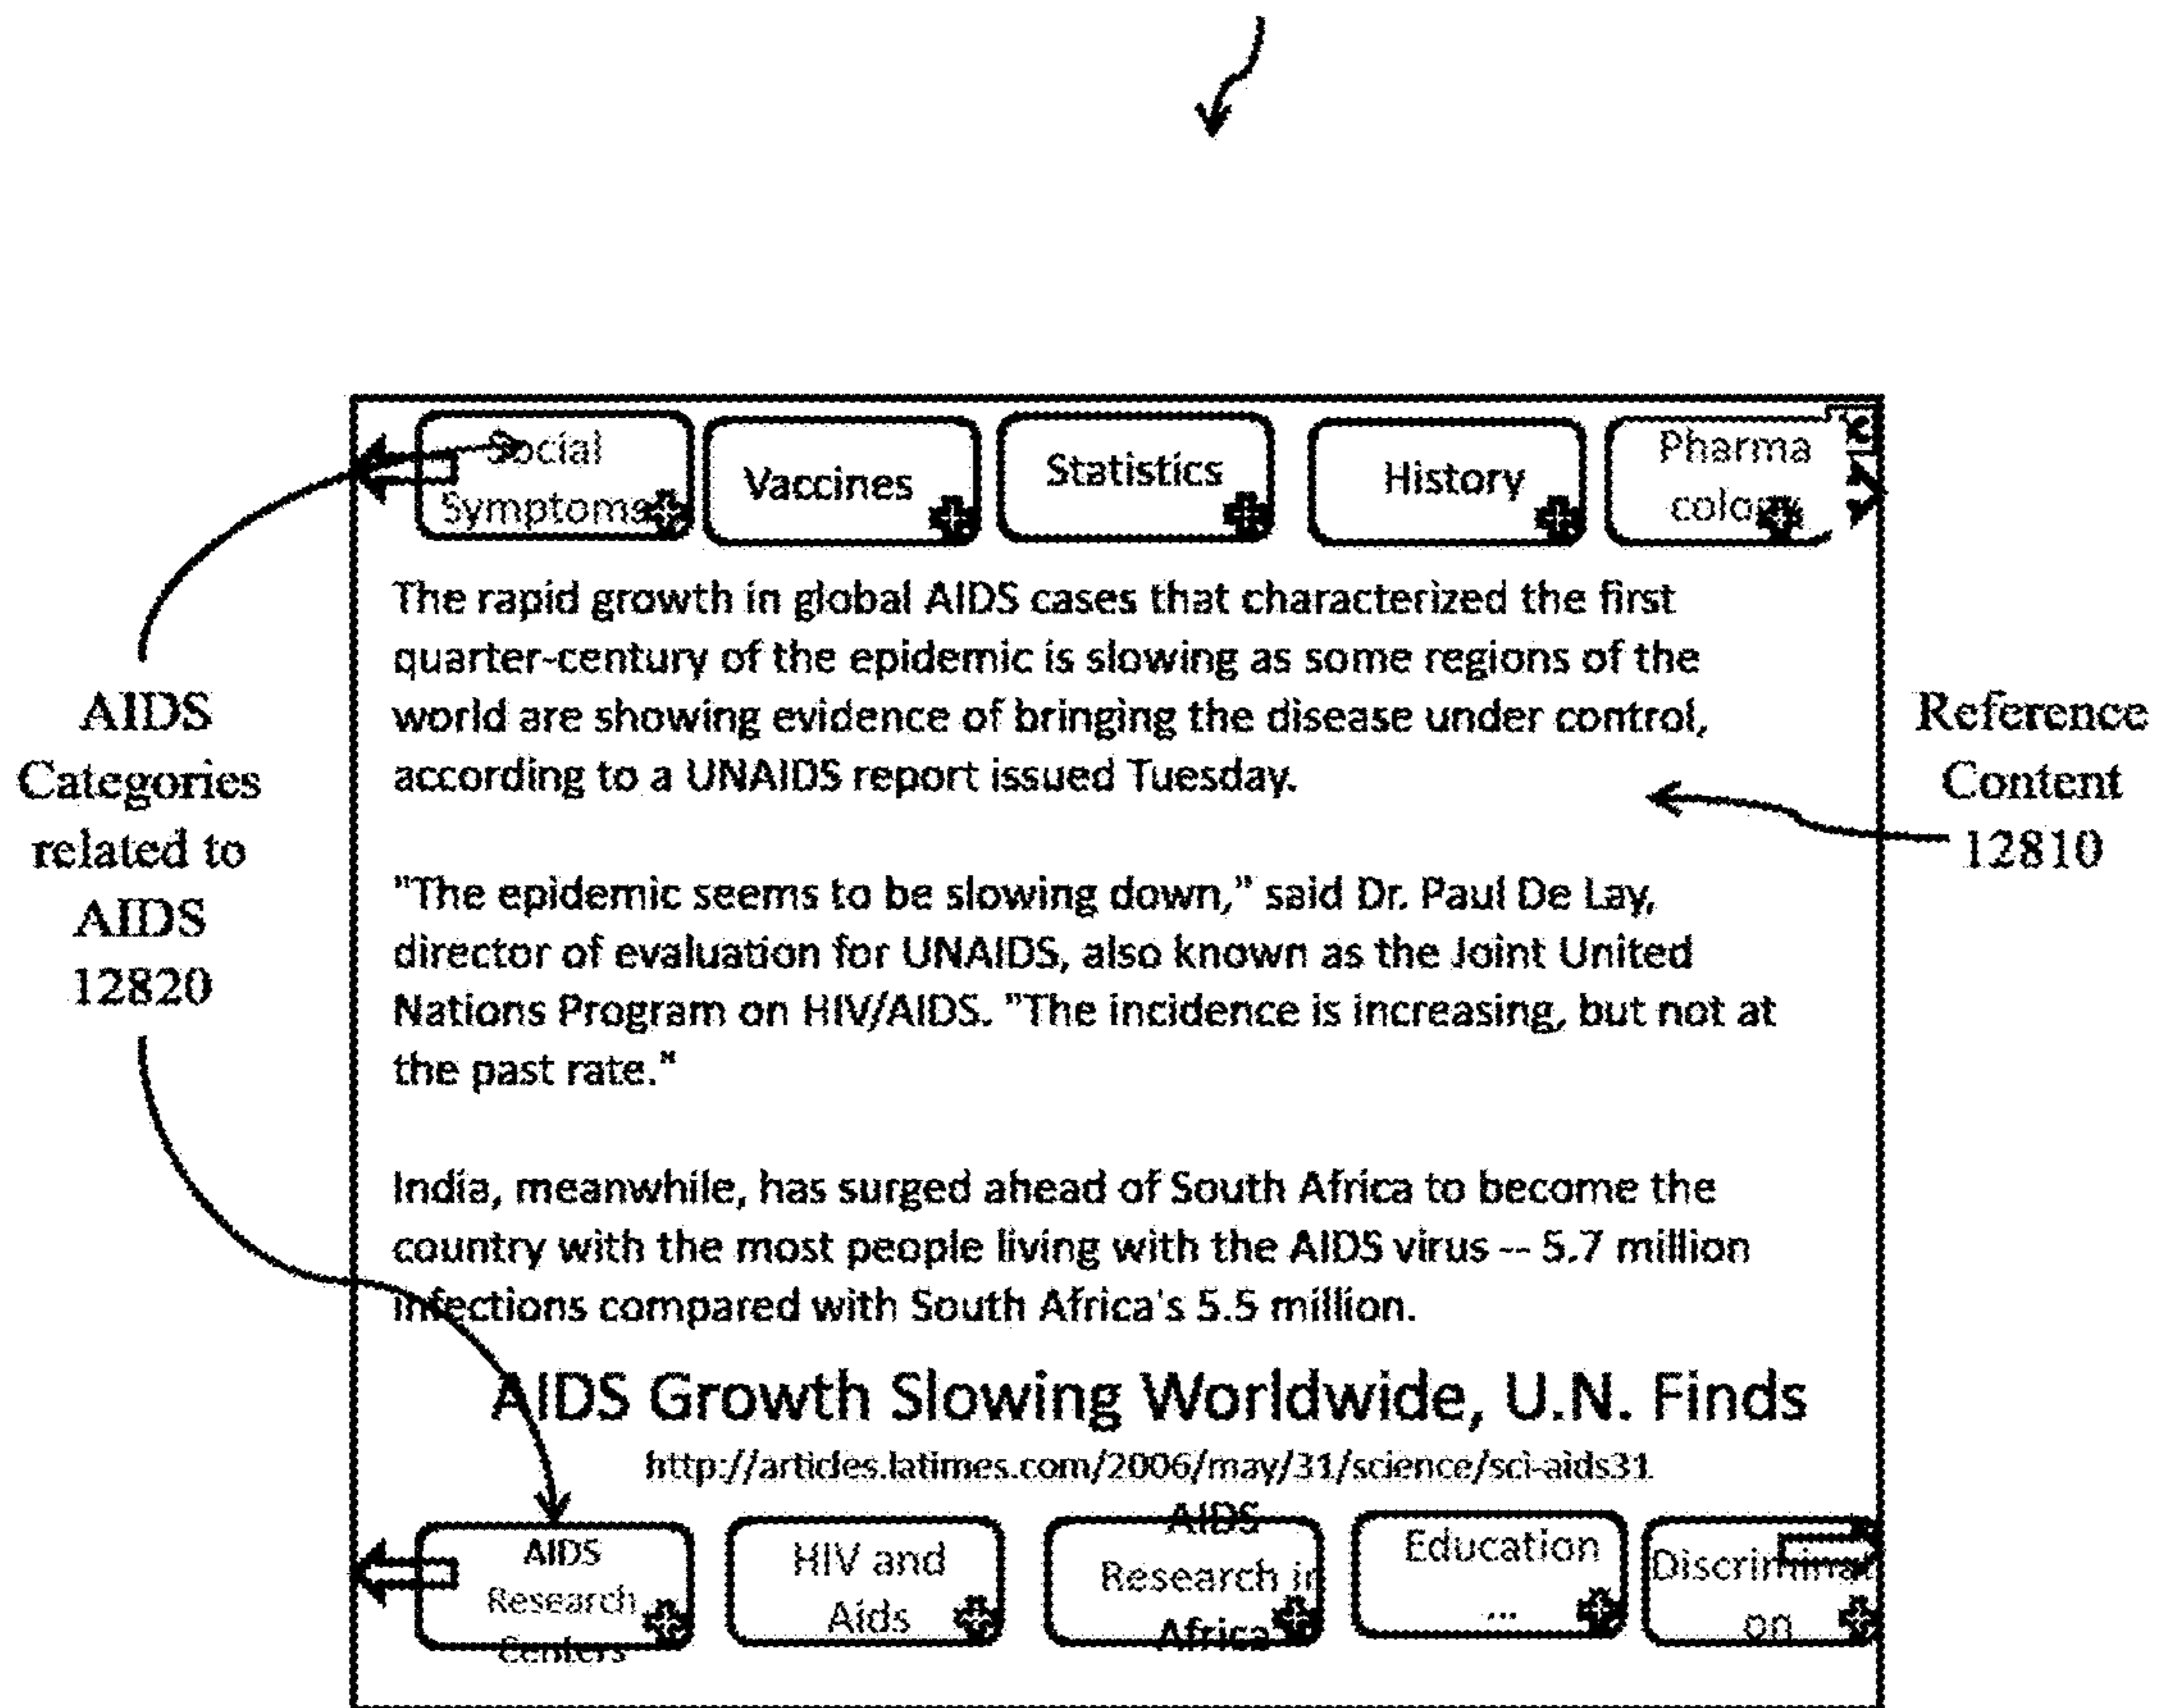 Social
Symptoms
Vaccines
Statistics
History
Pharma
The rapid growth in global AIDS cases that characterized the first
quarter-century of the epidemic is slowing as some regions of the
world are showing evidence of bringing the disease under control,
according to a UNAIDS report issued Tuesday.
"The epidemic seems to be slowing down," said Dr. Paul De Lay,
director of evaluation for UNAIDS, also known as the Joint United
Nations Program on HIV/AIDS. "The incidence is increasing, but not at
the past rate."
India, meanwhile, has surged ahead of South Africa to become the
country with the most people living with the AIDS virus -- 5.7 million
infections compared with South Africa's 5.5 million.
AIDS Growth Slowing Worldwide, U.N. Finds
http://articles.latimes.com/2006/may/31/science/sci-aids31
AIDS
Research
Centers
HIV and
Aids
AIDS
Research in
Africa
Education
...
on
AIDS
Categories
related to
AIDS
12820
Reference
Content
12810